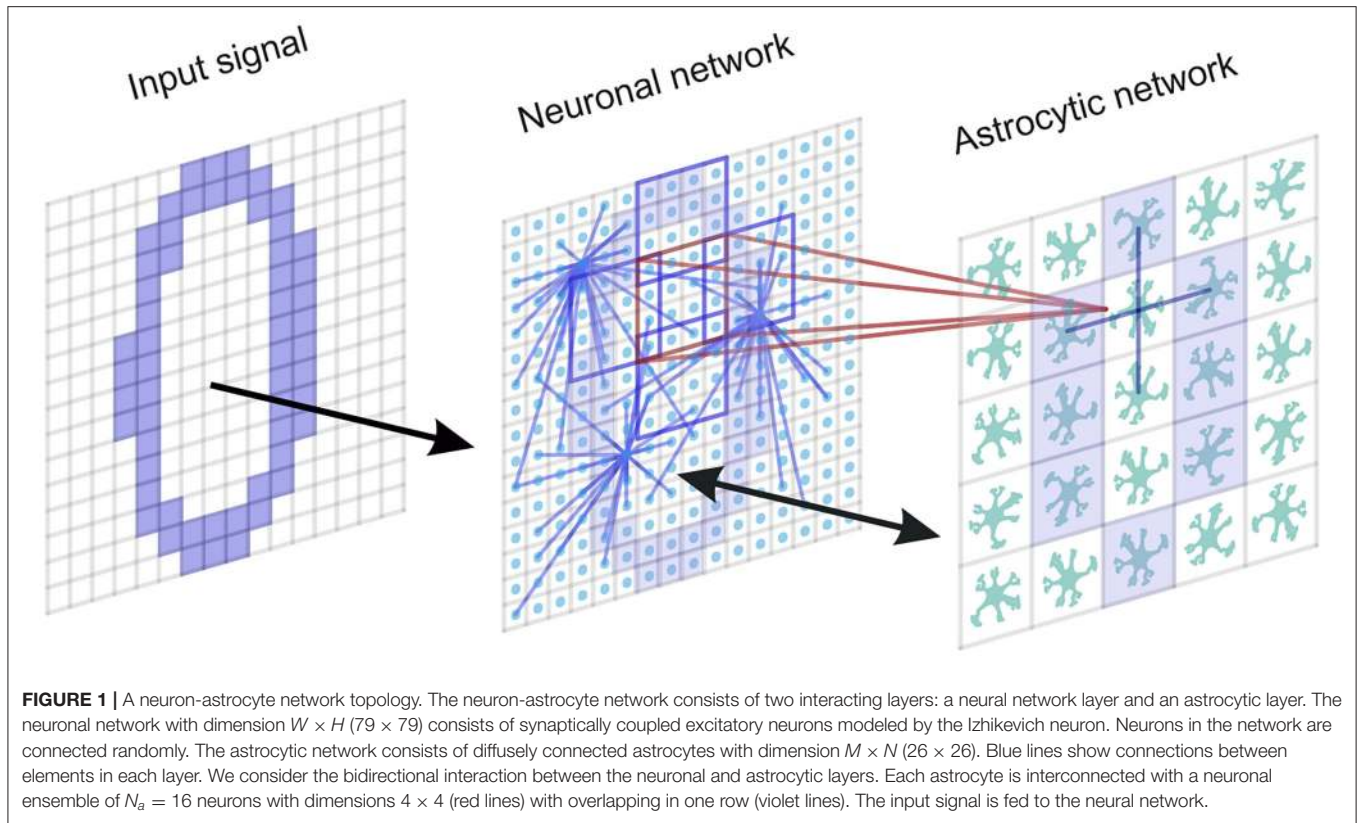 Input signal
Neuronal network
Astrocytic network
FIGURE 1 | A neuron-astrocyte network topology. The neuron-astrocyte network consists of two interacting layers: a neural network layer and an astrocytic layer. The
neuronal network with dimension W × H (79 × 79) consists of synaptically coupled excitatory neurons modeled by the Izhikevich neuron. Neurons in the network are
connected randomly. The astrocytic network consists of diffusely connected astrocytes with dimension M × N (26 × 26). Blue lines show connections between
elements in each layer. We consider the bidirectional interaction between the neuronal and astrocytic layers. Each astrocyte is interconnected with a neuronal
ensemble of Na = 16 neurons with dimensions 4 × 4 (red lines) with overlapping in one row (violet lines). The input signal is fed to the neural network.